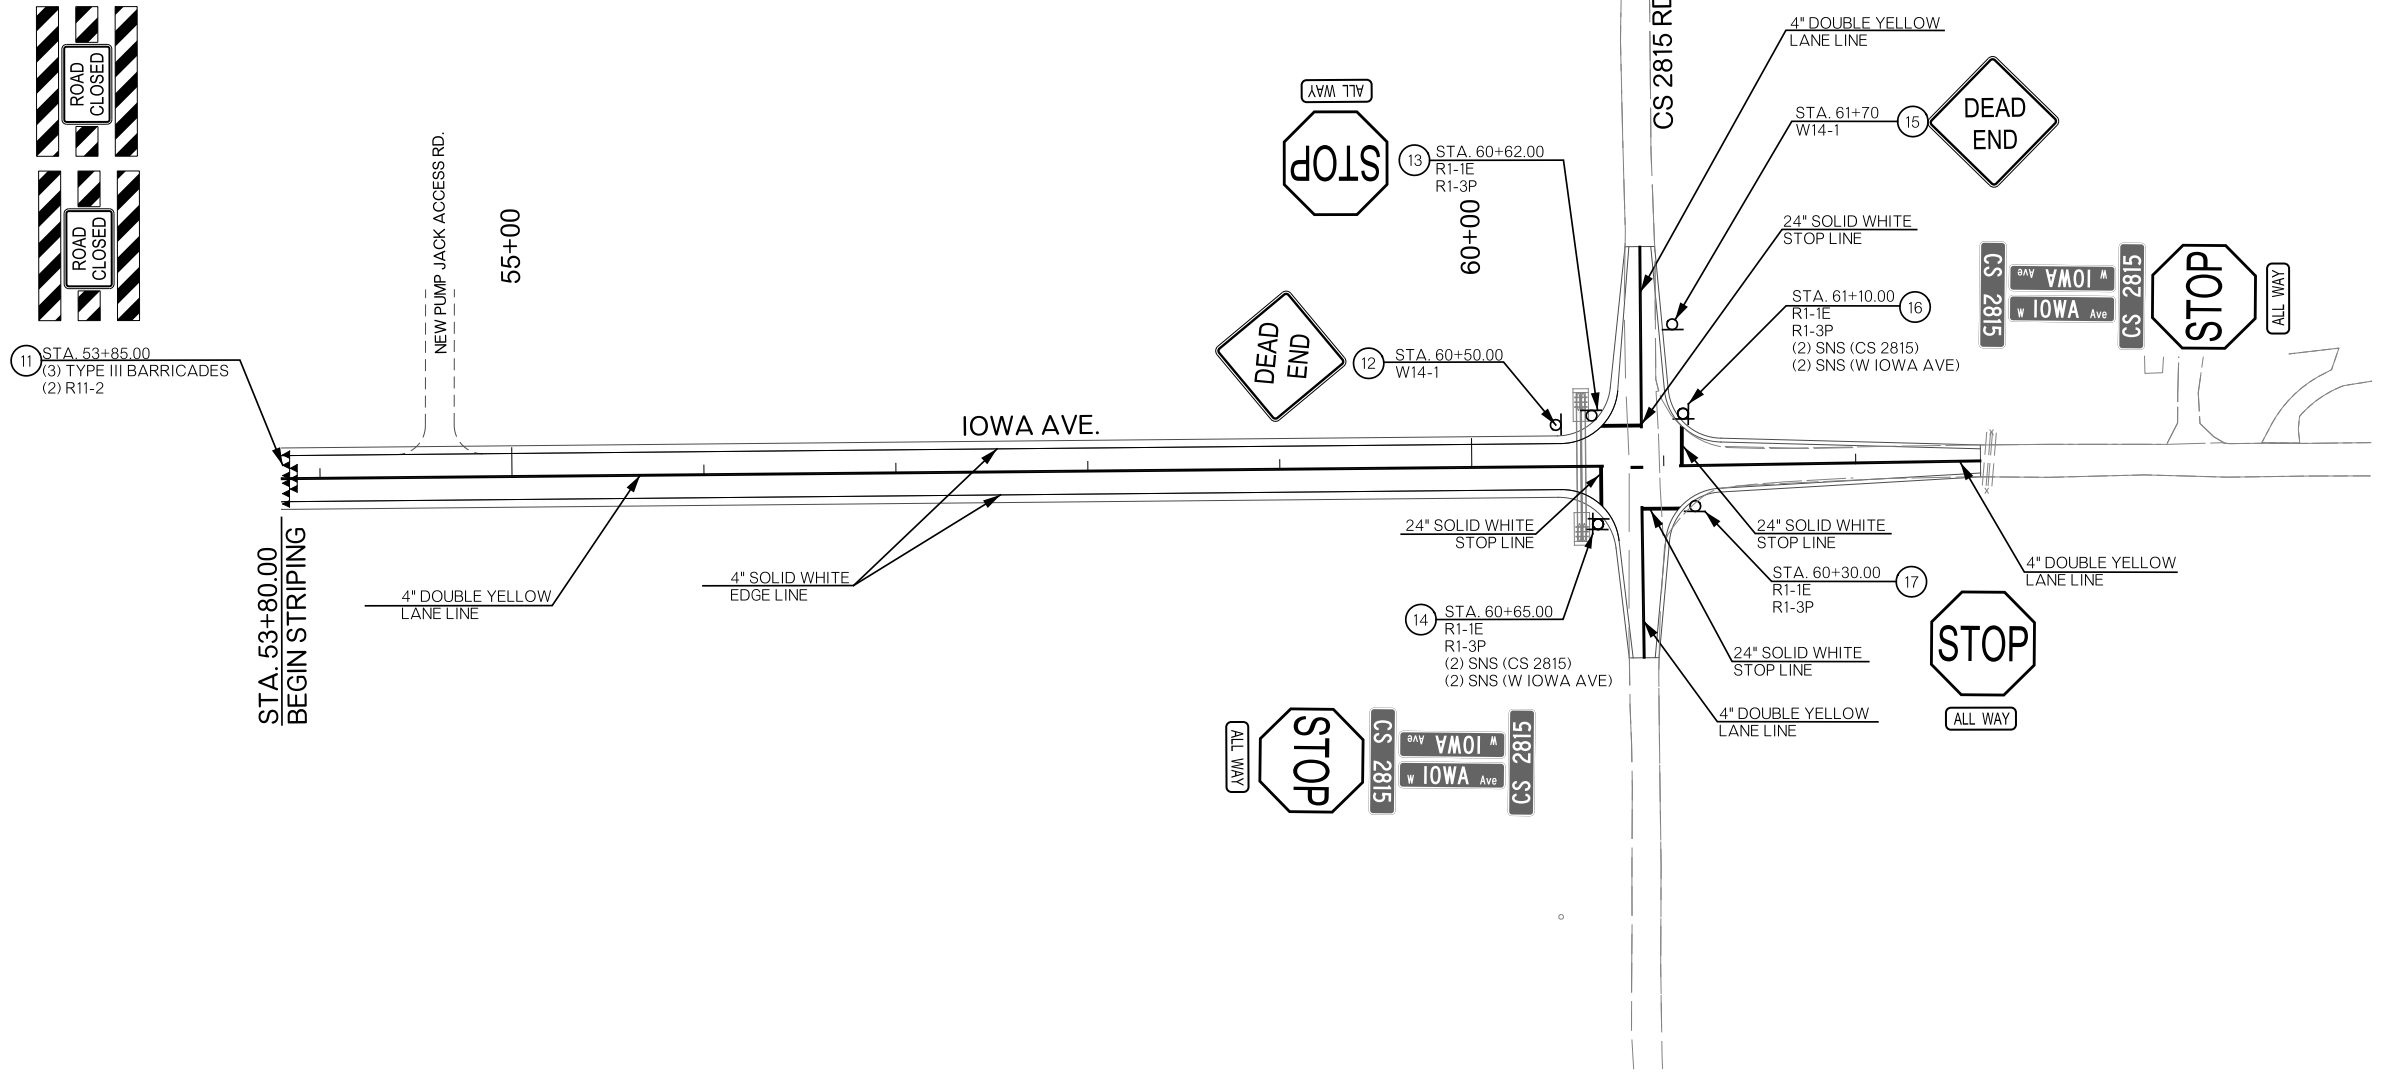 ROAD
CLOSED
ROAD
CLOSED
11
STA. 53+85.00
(3) TYPE III BARRICADES
(2) R11-2
NEW PUMP JACK ACCESS RD.
55+00
STA. 53+80.00
BEGIN STRIPING
4" DOUBLE YELLOW
LANE LINE
4" SOLID WHITE
EDGE LINE
IOWA AVE.
DEAD
END
12
STA. 60+50.00
W14-1
ALL WAY
STOP
13
STA. 60+62.00
R1-1E
R1-3P
60+00
CS 2815 RD
4" DOUBLE YELLOW
LANE LINE
STA. 61+70
W14-1
15
DEAD
END
24" SOLID WHITE
STOP LINE
STA. 61+10.00
R1-1E
R1-3P
(2) SNS (CS 2815)
(2) SNS (W IOWA AVE)
16
CS 2815
W IOWA Ave
W IOWA Ave
CS 2815
STOP
ALL WAY
24" SOLID WHITE
STOP LINE
24" SOLID WHITE
STOP LINE
4" DOUBLE YELLOW
LANE LINE
14
STA. 60+65.00
R1-1E
R1-3P
(2) SNS (CS 2815)
(2) SNS (W IOWA AVE)
STA. 60+30.00
R1-1E
R1-3P
17
STOP
ALL WAY
24" SOLID WHITE
STOP LINE
4" DOUBLE YELLOW
LANE LINE
ALL WAY
STOP
CS 2815
W IOWA Ave
W IOWA Ave
CS 2815